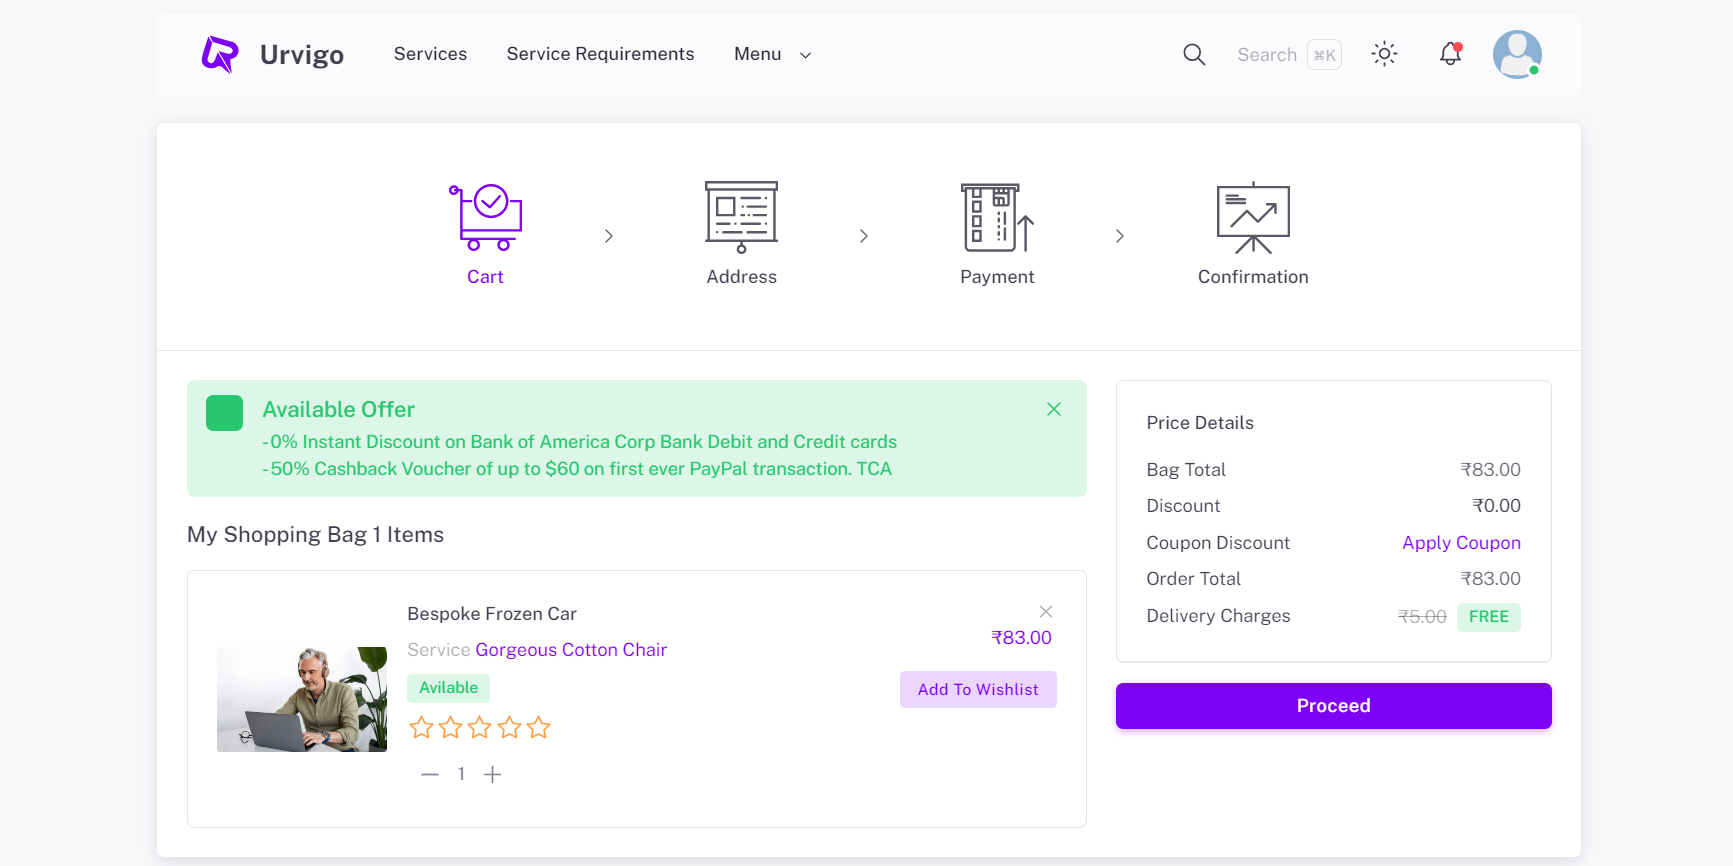 Urvigo
Services
Service Requirements
Menu
Search ⌘K
Cart
Address
Payment
Confirmation
Available Offer
- 0% Instant Discount on Bank of America Corp Bank Debit and Credit cards
- 50% Cashback Voucher of up to $60 on first ever PayPal transaction. TCA
My Shopping Bag 1 Items
Bespoke Frozen Car
Service Gorgeous Cotton Chair
Avilable
1
₹83.00
Add To Wishlist
Price Details
Bag Total ₹83.00
Discount ₹0.00
Coupon Discount Apply Coupon
Order Total ₹83.00
Delivery Charges ₹5.00 FREE
Proceed